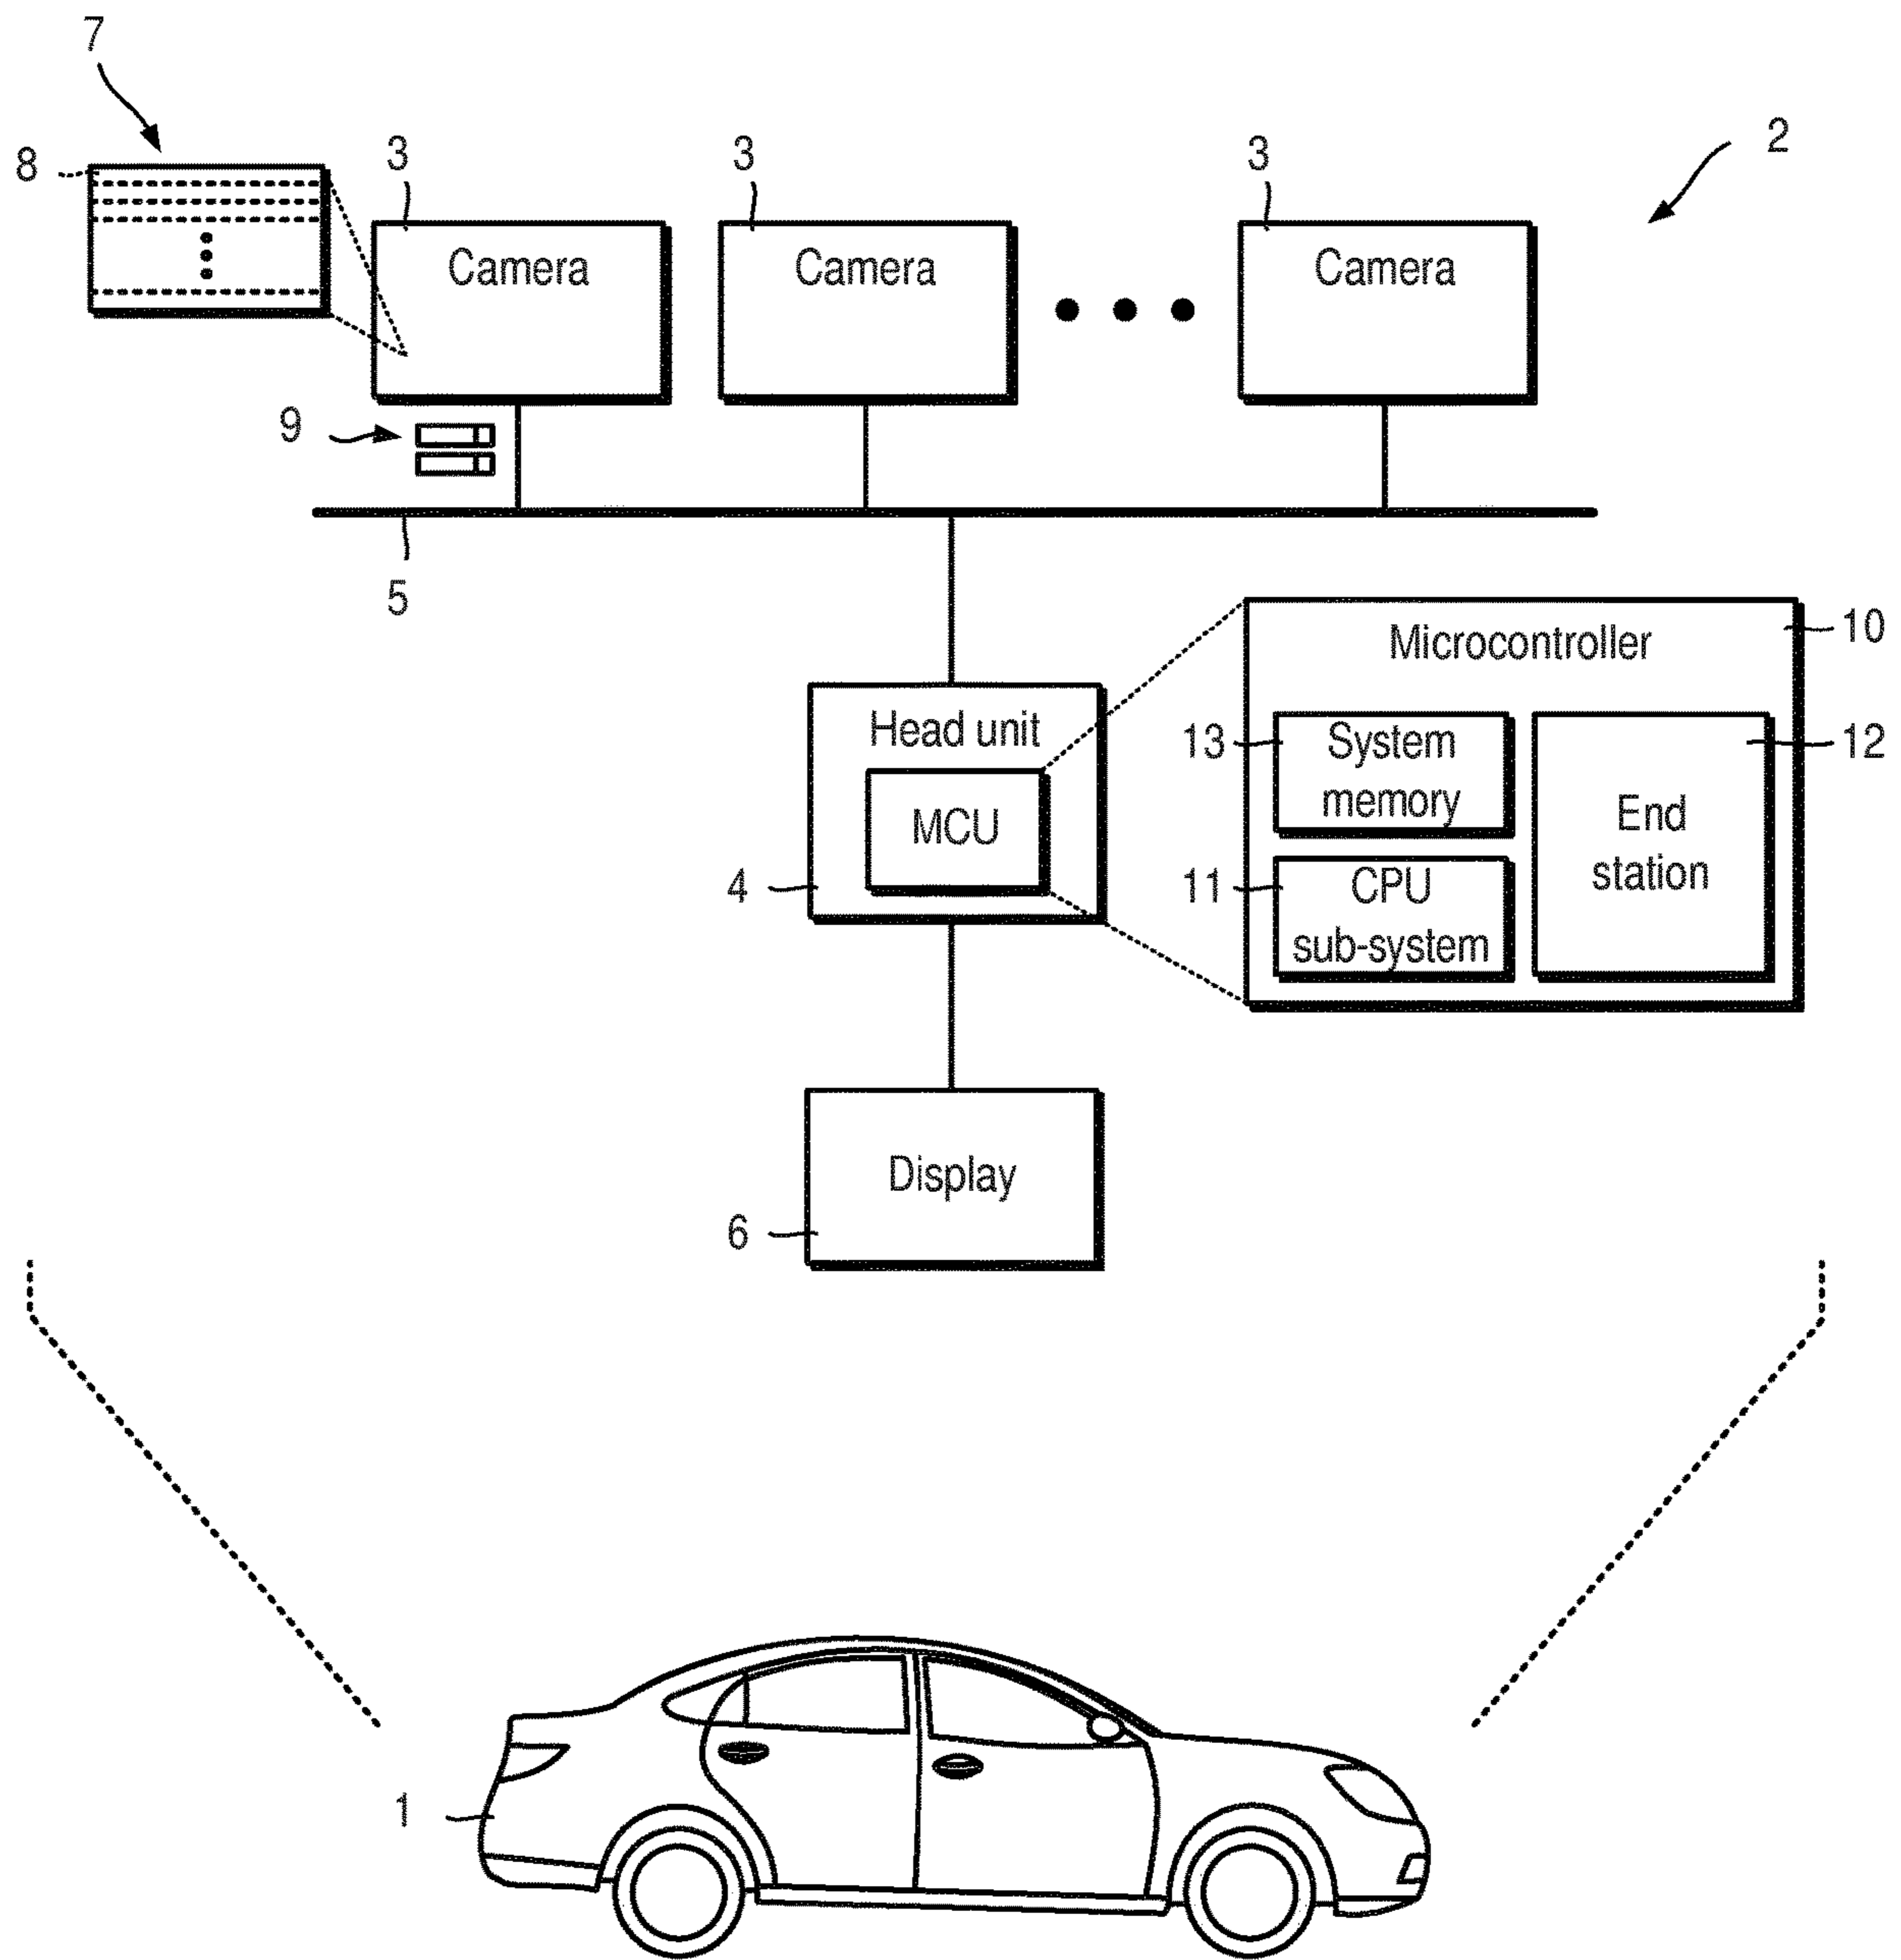 7
2
8
3
3
3
Camera
Camera
Camera
9
5
10
Microcontroller
Head unit
13
System
memory
12
MCU
End
station
4
11
CPU
sub-system
Display
6
1